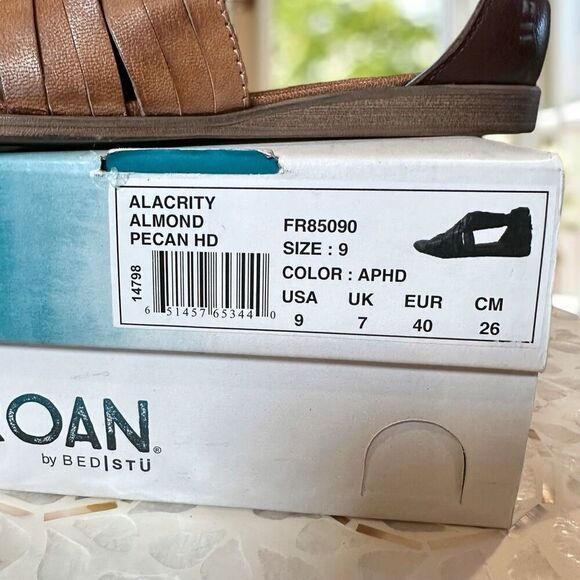 ALACRITY
ALMOND
PECAN HD
FR85090
SIZE : 9
COLOR : APHD
USA UK EUR CM
9 7 40 26
14798
6 51457 65344 0
ROAN®
by BED|STÜ